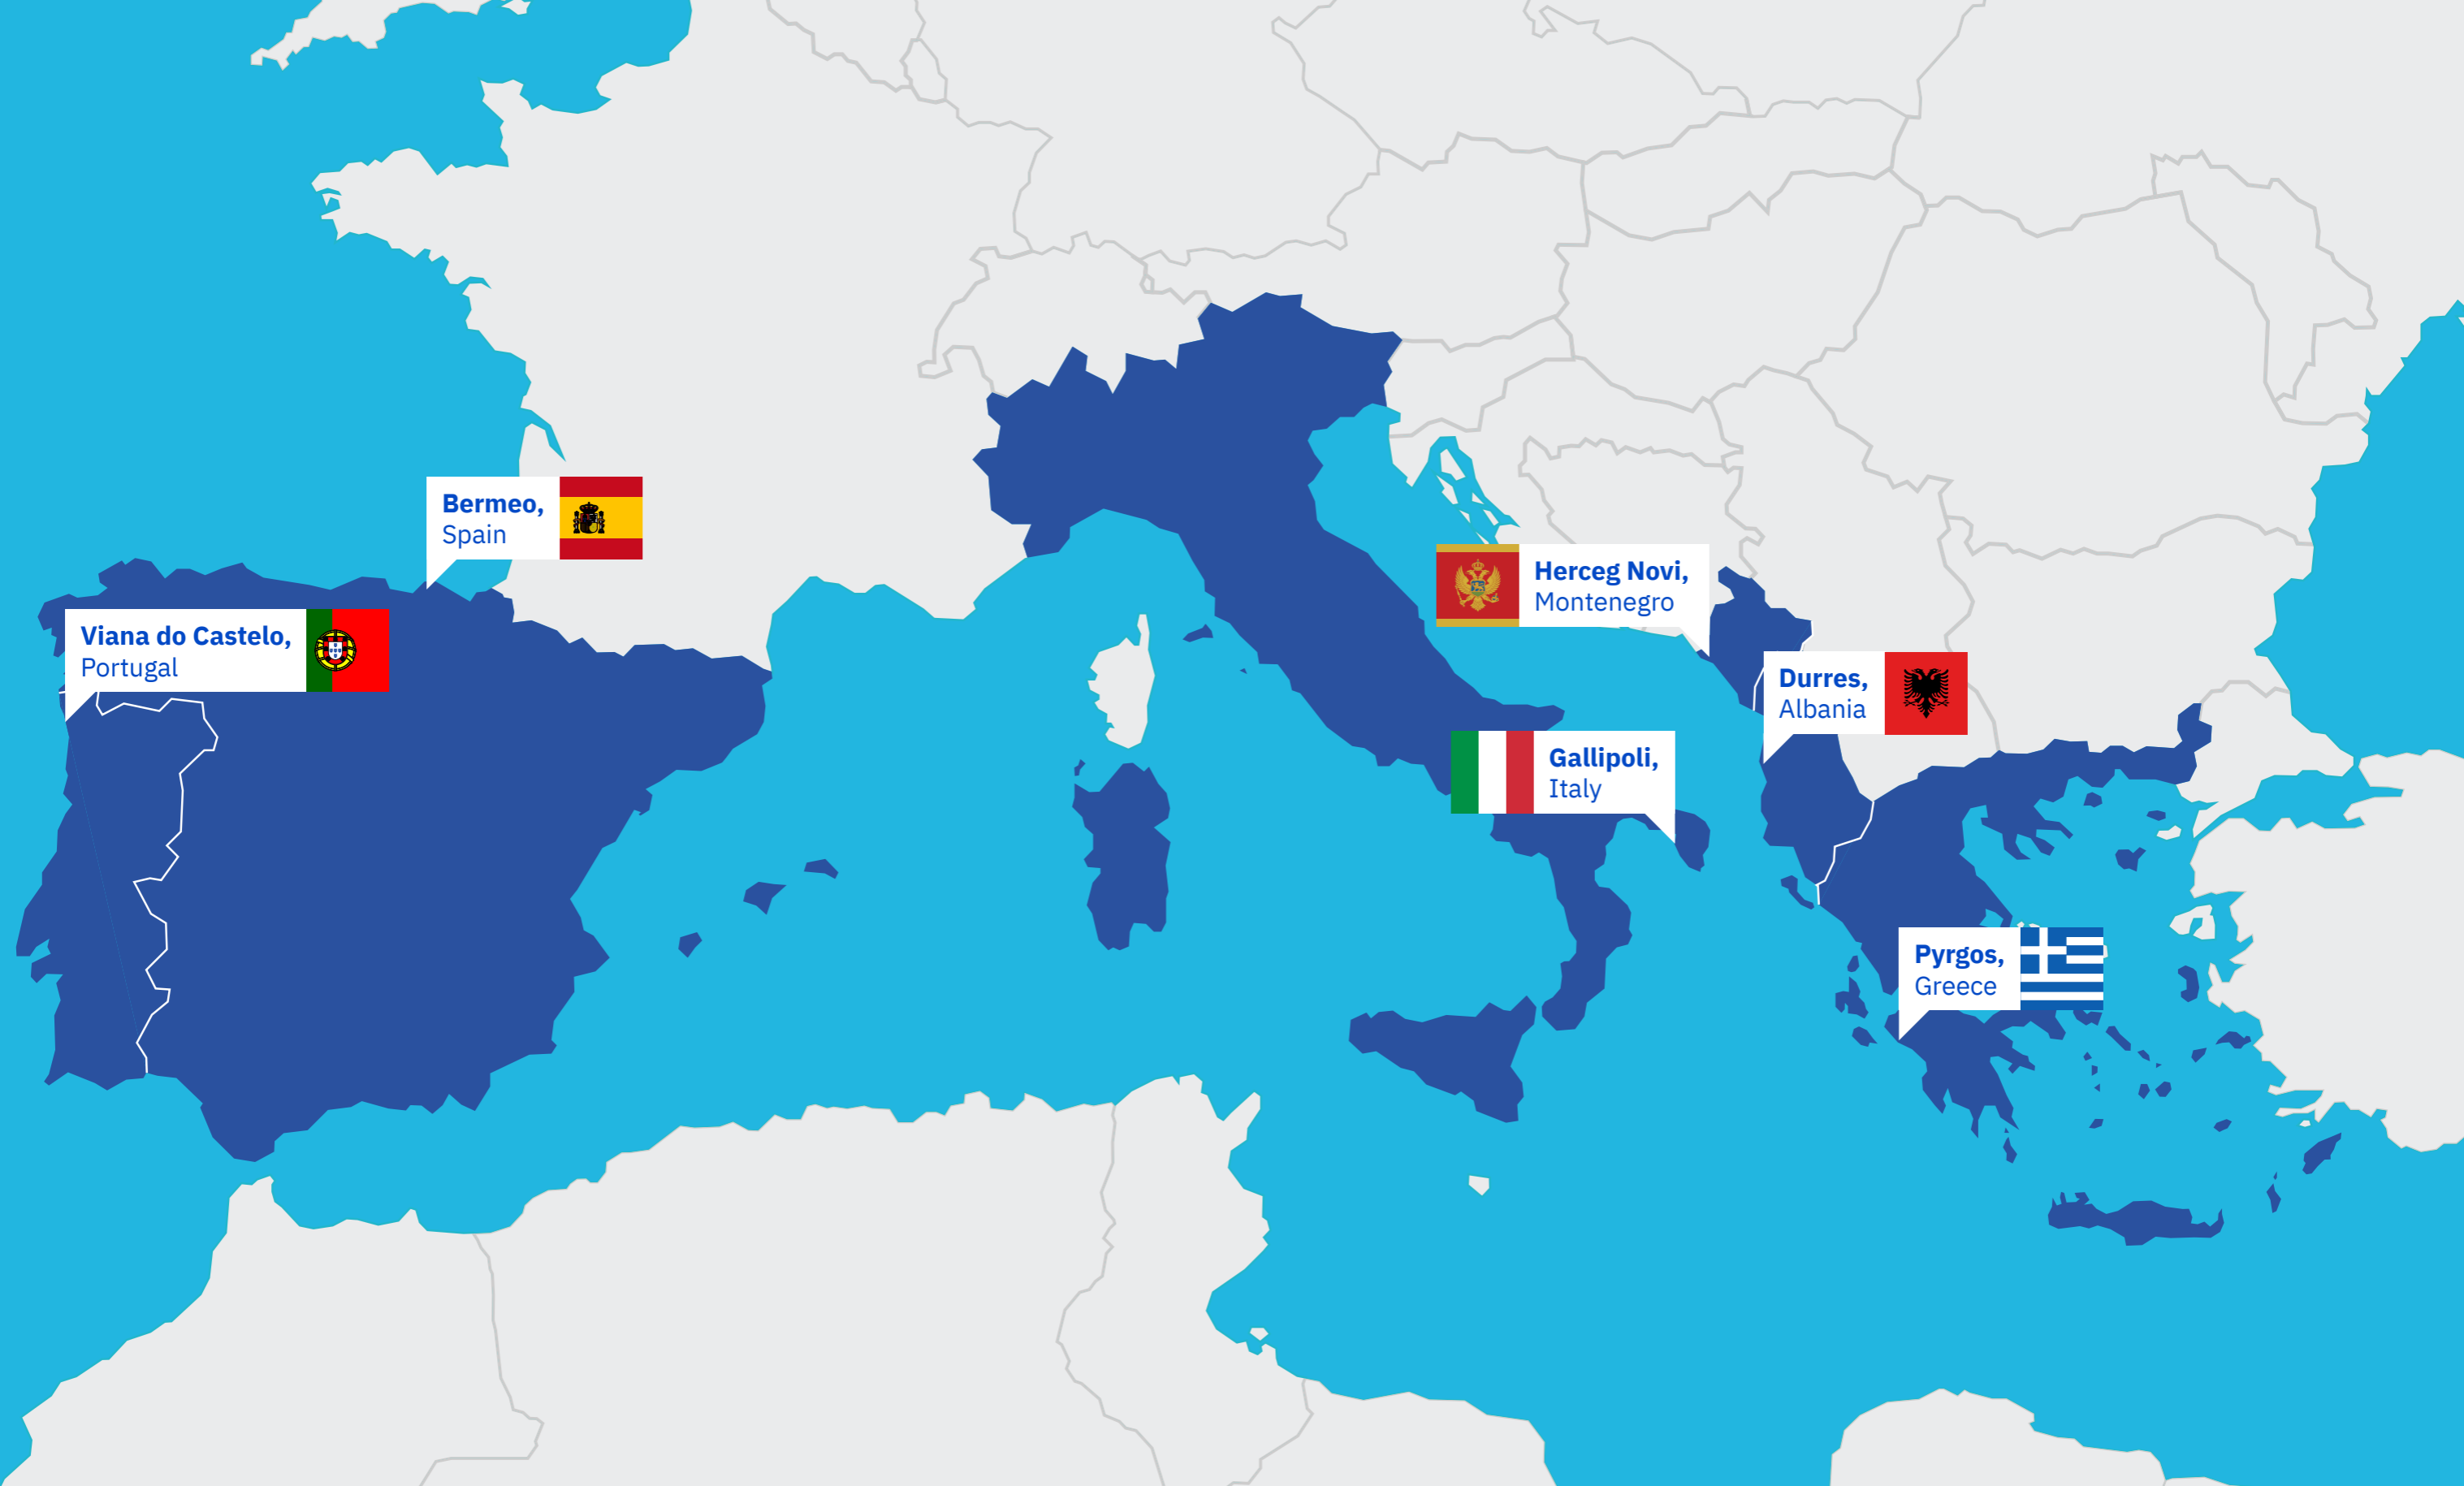 Bermeo,
Spain
Viana do Castelo,
Portugal
Herceg Novi,
Montenegro
Durres,
Albania
Gallipoli,
Italy
Pyrgos,
Greece